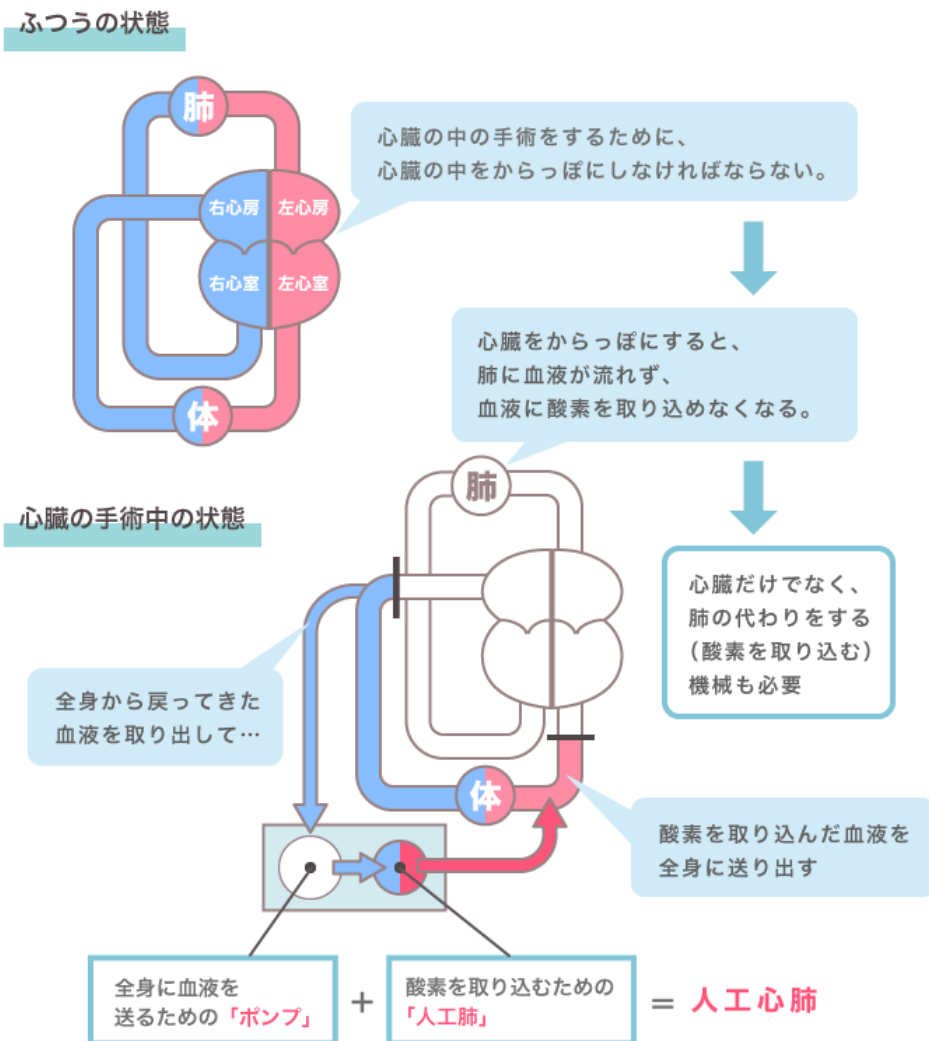 ふつうの状態
肺
心臓の中の手術をするために、
心臓の中をからっぽにしなければならない。
右心房
左心房
右心室
左心室
心臓をからっぽにすると、
肺に血液が流れず、
血液に酸素を取り込めなくなる。
体
肺
心臓の手術中の状態
心臓だけでなく、
肺の代わりをする
（酸素を取り込む）
機械も必要
全身から戻ってきた
血液を取り出して…
体
酸素を取り込んだ血液を
全身に送り出す
全身に血液を
送るための「ポンプ」
+
酸素を取り込むための
「人工肺」
= 人工心肺